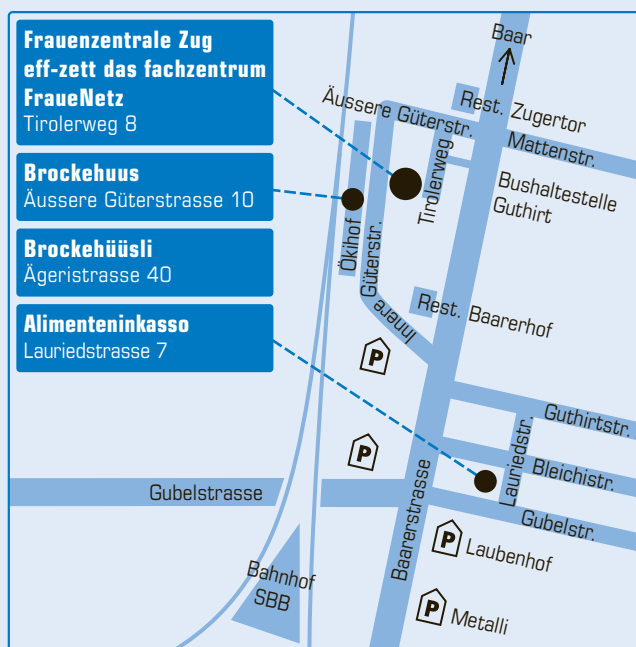 Frauenzentrale Zug
eff-zett das fachzentrum
FraueNetz
Tirolerweg 8
Brockehuus
Äussere Güterstrasse 10
Brockehüüsli
Ägeristrasse 40
Alimenteninkasso
Lauriedstrasse 7
Baar
Rest. Zugertor
Äussere Güterstr.
Mattenstr.
Tirolerweg
Bushaltestelle
Guthirt
Ökihof
Innere Güterstr.
Rest. Baarerhof
P
Guthirtstr.
Lauriedstr.
P
Bleichistr.
Gubelstrasse
Baarerstrasse
Gubelstr.
P Laubenhof
Bahnhof
SBB
P Metalli